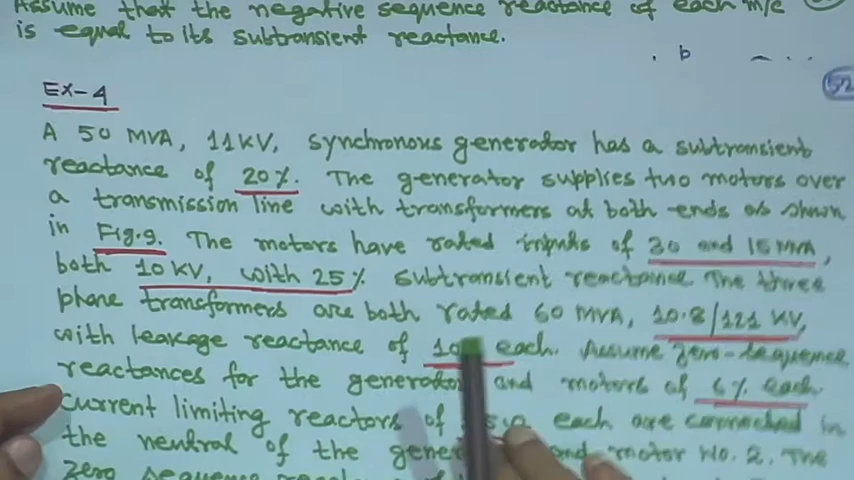 Assume that the negative sequence reactance of each m/c
is equal to its subtransient reactance.
Ex-4
52
A 50 MVA, 11KV, synchronous generator has a subtransient
reactance of 20%. The generator supplies two motors over
a transmission line with transformers at both ends as shown
in Fig.9. The motors have rated inputs of 30 and 15 MVA,
both 10 KV, with 25% subtransient reactance. The three
phase transformers are both rated 60 MVA, 10.8/121 KV,
with leakage reactance of each. Assume zero-sequence
reactances for the generator and motors of 6% each
current limiting reactors of each are connected in
the neutral of the and motor No. 2. The
zero sequence